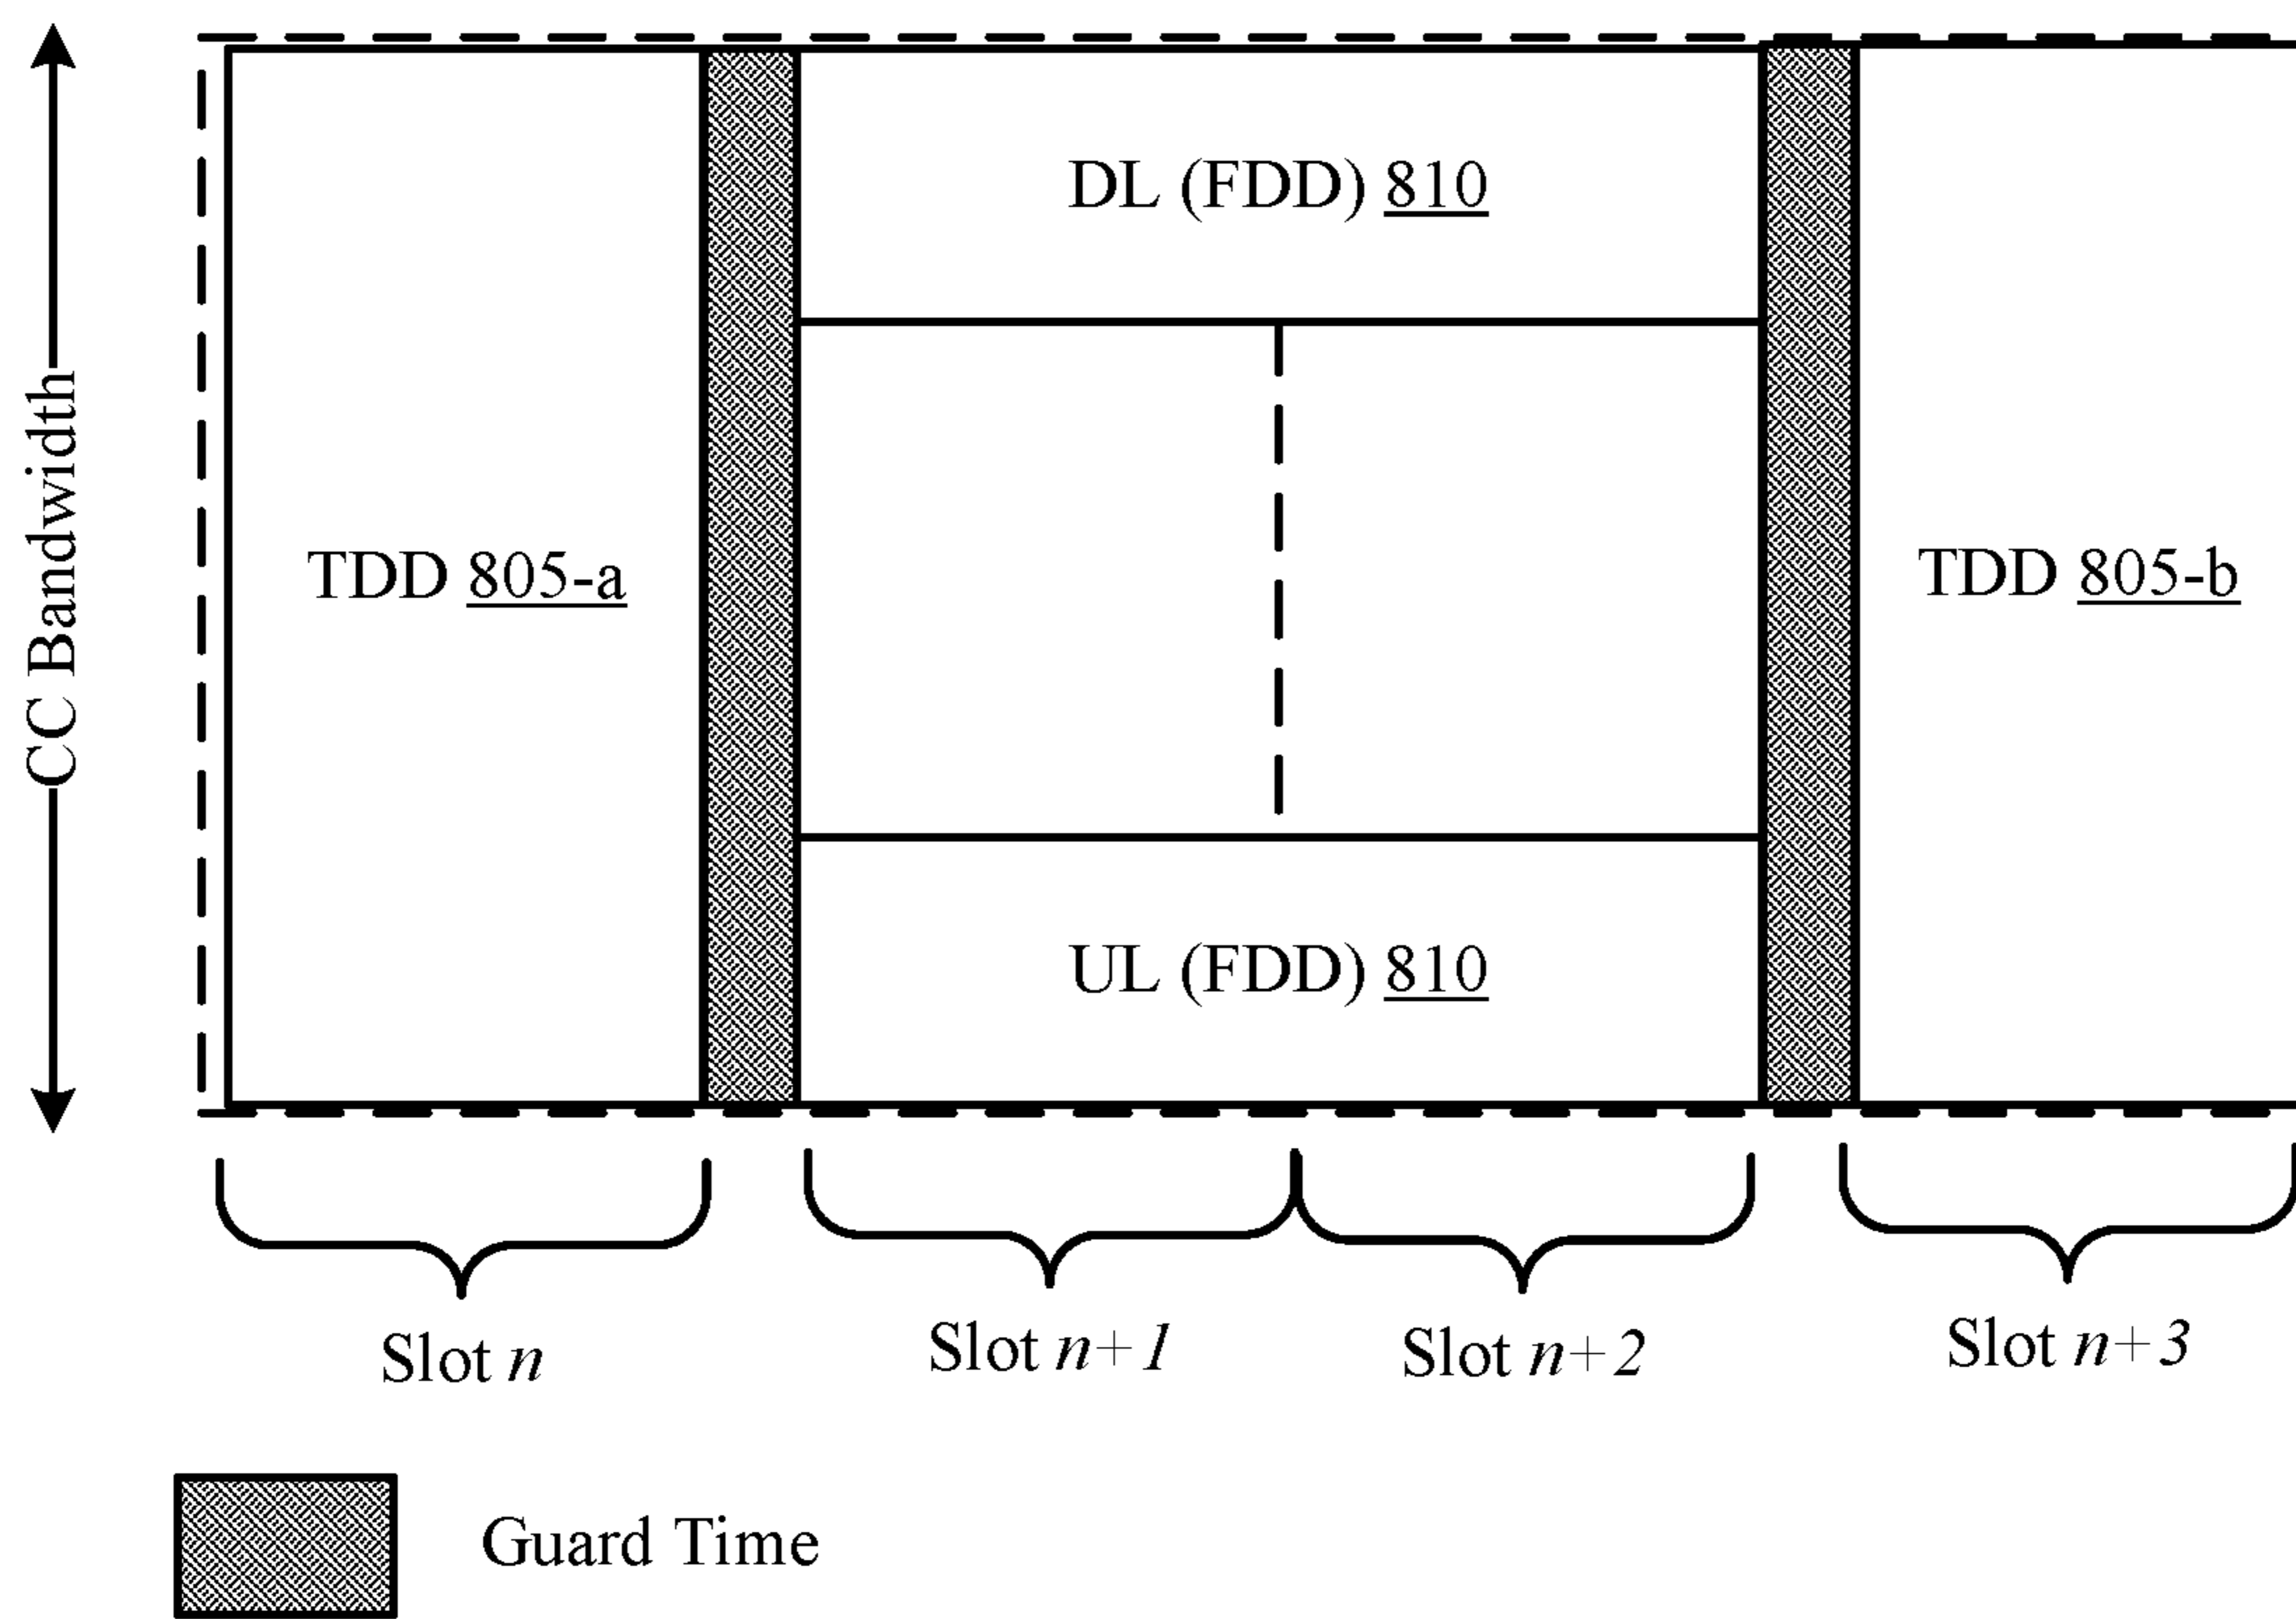 CC Bandwidth
DL (FDD) 810
TDD 805-a
TDD 805-b
UL (FDD) 810
Slot n
Slot n+1
Slot n+2
Slot n+3
Guard Time